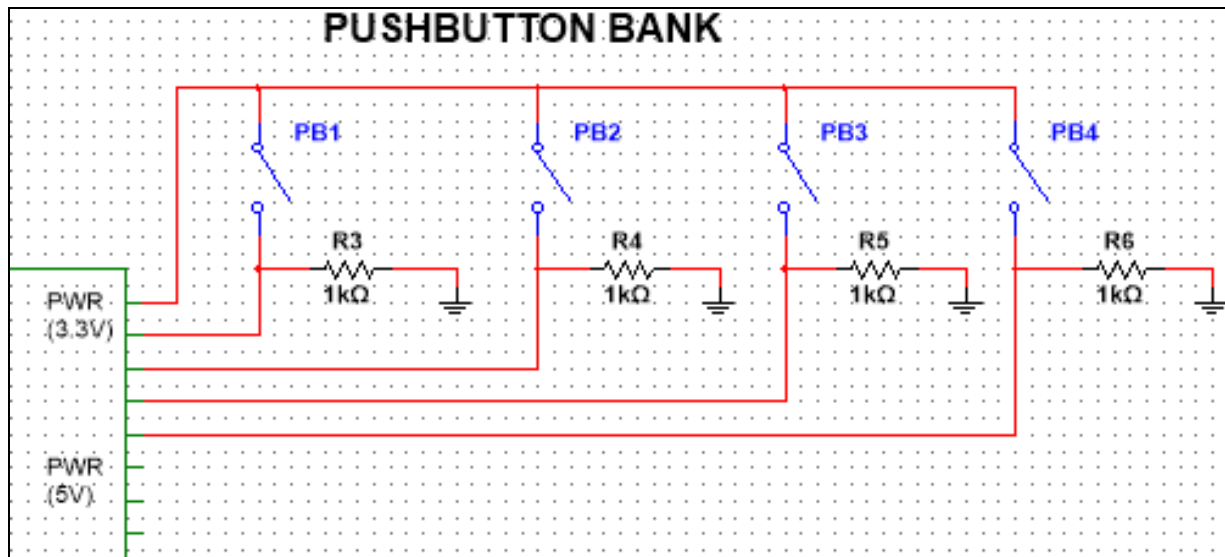 PUSHBUTTON BANK
PB1
PB2
PB3
PB4
R3
R4
R5
R6
1kΩ
1kΩ
1kΩ
1kΩ
PWR
(3.3V)
PWR
(5V)